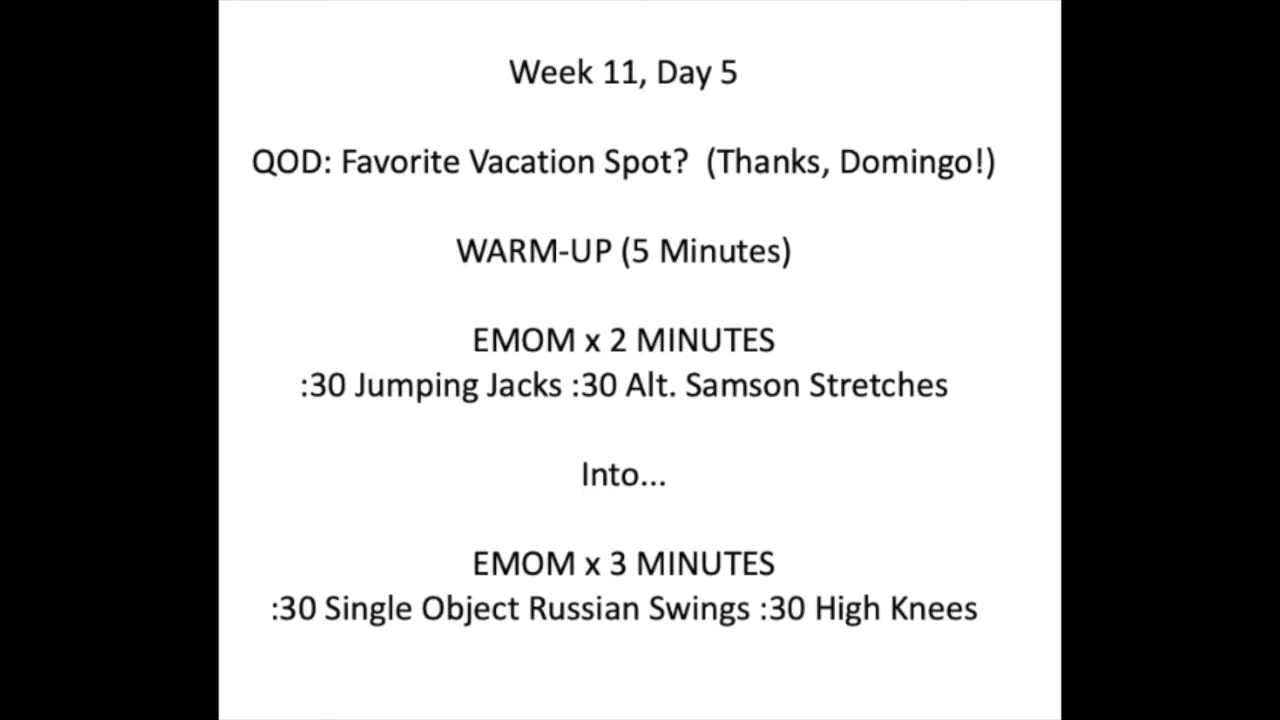 Week 11, Day 5
QOD: Favorite Vacation Spot?  (Thanks, Domingo!)
WARM-UP (5 Minutes)
EMOM x 2 MINUTES
:30 Jumping Jacks :30 Alt. Samson Stretches
Into...
EMOM x 3 MINUTES
:30 Single Object Russian Swings :30 High Knees